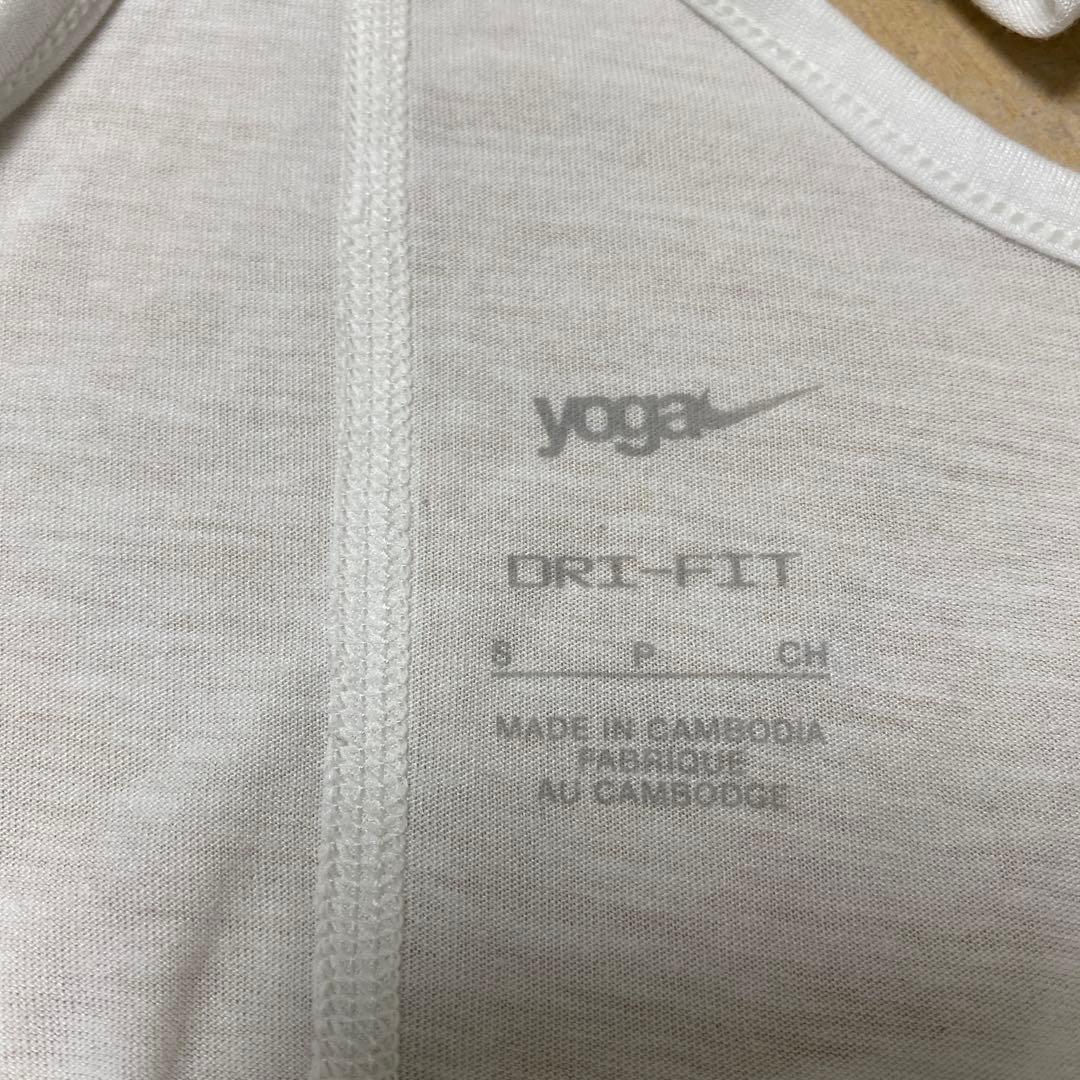 yoga
DRI-FIT
S P CH
MADE IN CAMBODIA
FABRIQUE
AU CAMBODGE